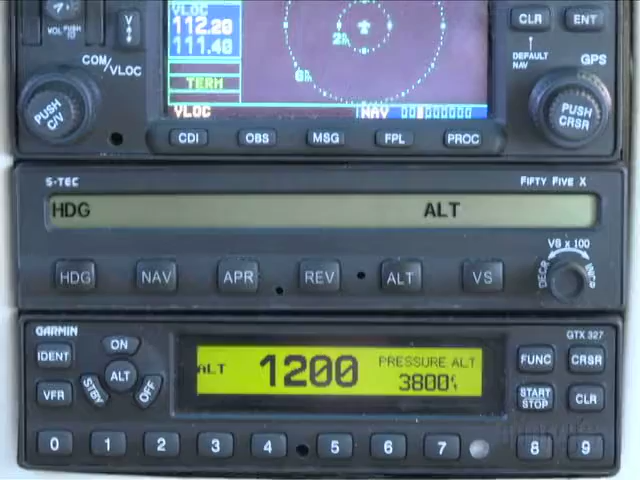 VLOC
112.20
111.40
TERM
VLOC
NAV
VOL PUSH
V
COM/VLOC
PUSH C/V
CLR
ENT
DEFAULT NAV
GPS
PUSH CRSR
CDI
OBS
MSG
FPL
PROC
S-TEC
FIFTY FIVE X
HDG
ALT
VS x 100
HDG
NAV
APR
REV
ALT
VS
DECR
INCR
GARMIN
GTX 327
IDENT
ON
ALT
STBY
OFF
VFR
ALT
1200
PRESSURE ALT
3800
FUNC
CRSR
START STOP
CLR
0
1
2
3
4
5
6
7
8
9